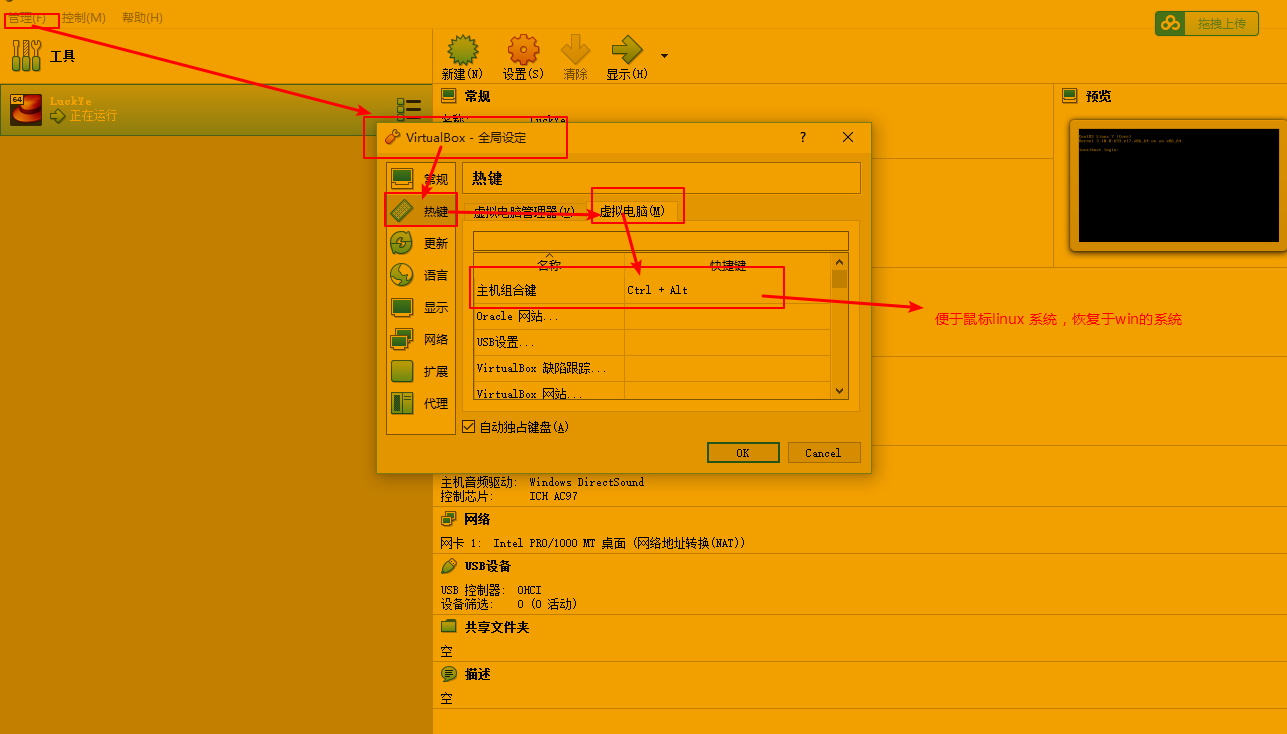 管理(F) 控制(M) 帮助(H)
拖拽上传
工具
新建(N) 设置(S) 清除 显示(H)
64
LuckYe
正在运行
常规
预览
名称: LuckYe
VirtualBox - 全局设定 ?
常规
热键
更新
语言
显示
网络
扩展
代理
热键
虚拟电脑管理器(V) 虚拟电脑(M)
名称 快捷键
主机组合键 Ctrl + Alt
Oracle 网站...
USB设置...
VirtualBox 缺陷跟踪...
VirtualBox 网站...
自动独占键盘(A)
OK Cancel
便于鼠标linux 系统，恢复于win的系统
主机音频驱动: Windows DirectSound
控制芯片: ICH AC97
网络
网卡 1: Intel PRO/1000 MT 桌面 (网络地址转换(NAT))
USB设备
USB 控制器: OHCI
设备筛选: 0 (0 活动)
共享文件夹
空
描述
空